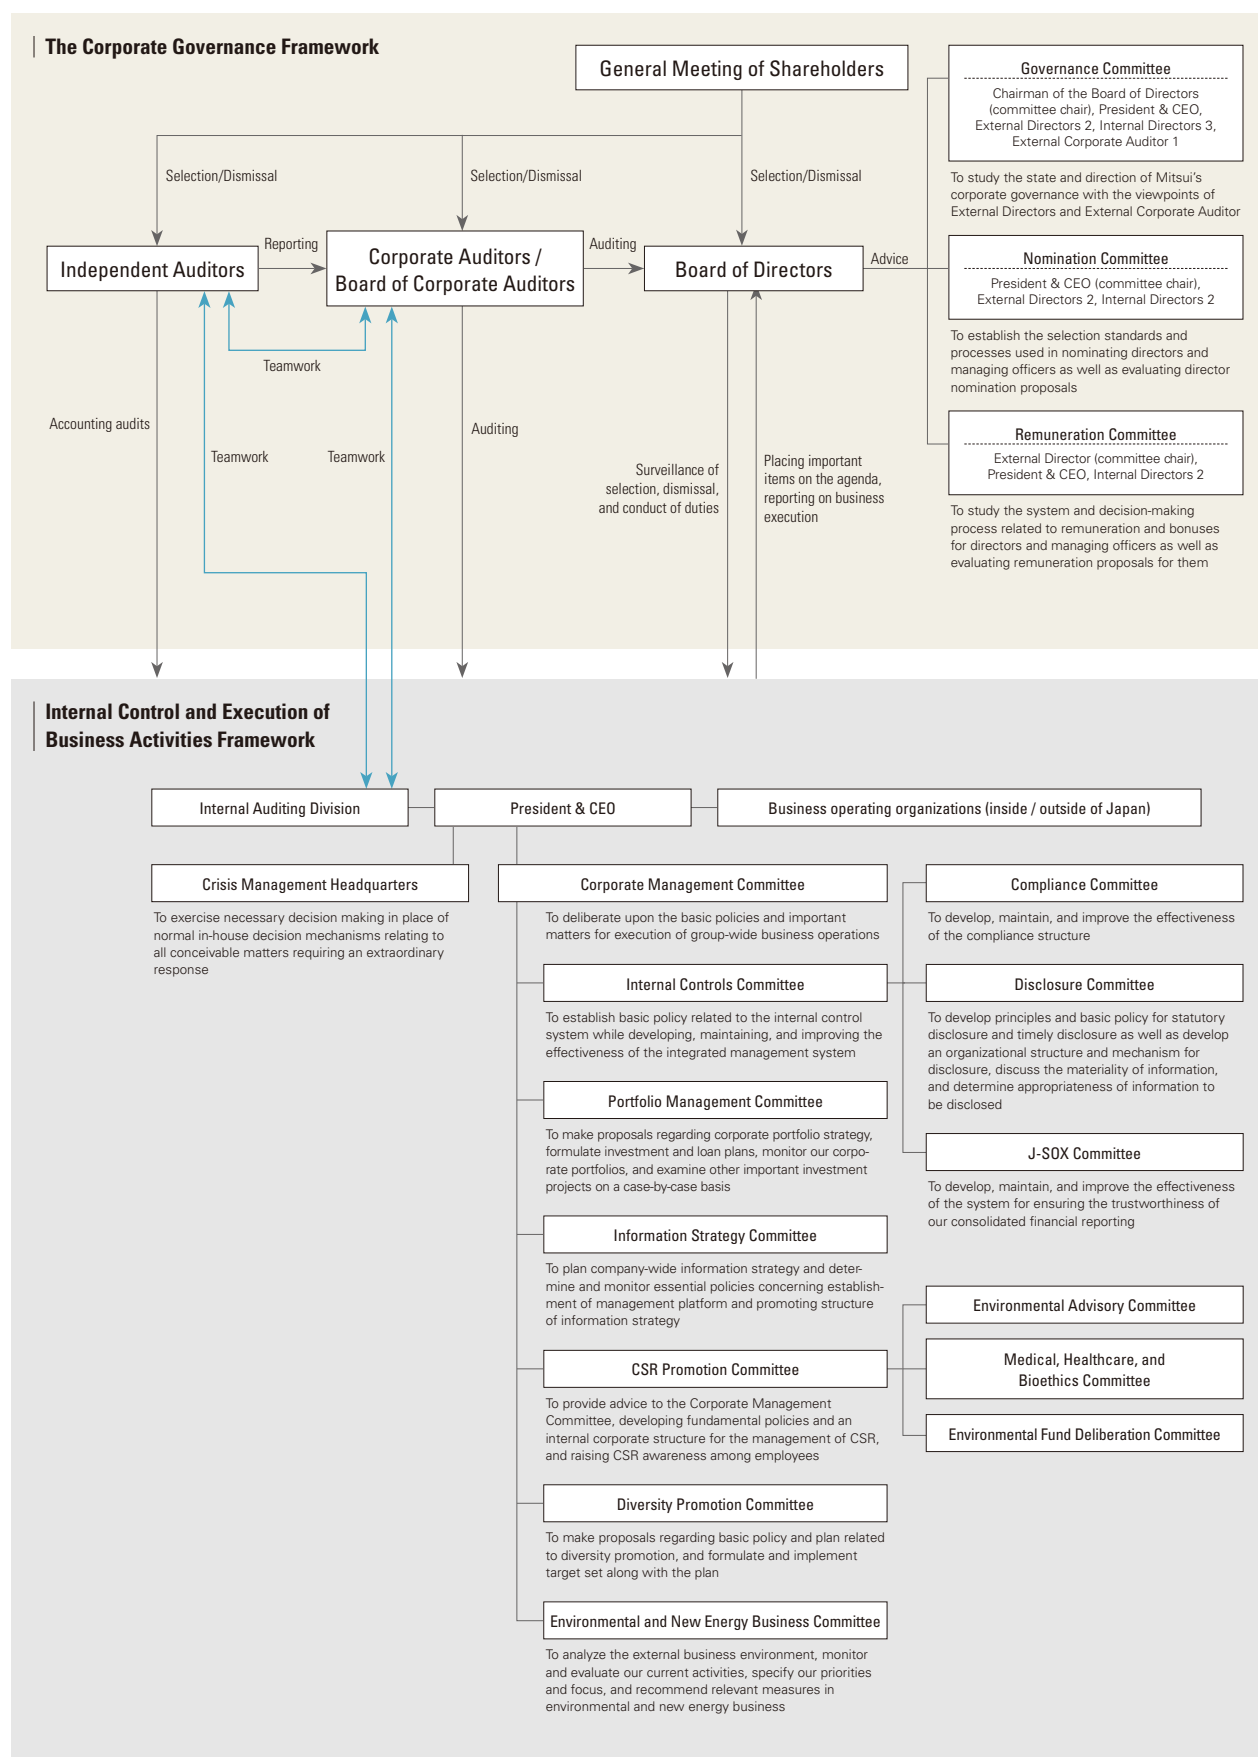 The Corporate Governance Framework
General Meeting of Shareholders
Selection/Dismissal
Selection/Dismissal
Selection/Dismissal
Independent Auditors
Reporting
Corporate Auditors /
Board of Corporate Auditors
Auditing
Board of Directors
Advice
Governance Committee
Chairman of the Board of Directors
(committee chair), President & CEO,
External Directors 2, Internal Directors 3,
External Corporate Auditor 1
To study the state and direction of Mitsui's
corporate governance with the viewpoints of
External Directors and External Corporate Auditor
Nomination Committee
President & CEO (committee chair),
External Directors 2, Internal Directors 2
To establish the selection standards and
processes used in nominating directors and
managing officers as well as evaluating director
nomination proposals
Remuneration Committee
External Director (committee chair),
President & CEO, Internal Directors 2
To study the system and decision-making
process related to remuneration and bonuses
for directors and managing officers as well as
evaluating remuneration proposals for them
Teamwork
Accounting audits
Teamwork
Teamwork
Auditing
Surveillance of
selection, dismissal,
and conduct of duties
Placing important
items on the agenda,
reporting on business
execution
Internal Control and Execution of
Business Activities Framework
Internal Auditing Division
President & CEO
Business operating organizations (inside / outside of Japan)
Crisis Management Headquarters
To exercise necessary decision making in place of
normal in-house decision mechanisms relating to
all conceivable matters requiring an extraordinary
response
Corporate Management Committee
To deliberate upon the basic policies and important
matters for execution of group-wide business operations
Internal Controls Committee
To establish basic policy related to the internal control
system while developing, maintaining, and improving the
effectiveness of the integrated management system
Portfolio Management Committee
To make proposals regarding corporate portfolio strategy,
formulate investment and loan plans, monitor our corpo-
rate portfolios, and examine other important investment
projects on a case-by-case basis
Information Strategy Committee
To plan company-wide information strategy and deter-
mine and monitor essential policies concerning establish-
ment of management platform and promoting structure
of information strategy
CSR Promotion Committee
To provide advice to the Corporate Management
Committee, developing fundamental policies and an
internal corporate structure for the management of CSR,
and raising CSR awareness among employees
Diversity Promotion Committee
To make proposals regarding basic policy and plan related
to diversity promotion, and formulate and implement
target set along with the plan
Environmental and New Energy Business Committee
To analyze the external business environment, monitor
and evaluate our current activities, specify our priorities
and focus, and recommend relevant measures in
environmental and new energy business
Compliance Committee
To develop, maintain, and improve the effectiveness
of the compliance structure
Disclosure Committee
To develop principles and basic policy for statutory
disclosure and timely disclosure as well as develop
an organizational structure and mechanism for
disclosure, discuss the materiality of information,
and determine appropriateness of information to
be disclosed
J-SOX Committee
To develop, maintain, and improve the effectiveness
of the system for ensuring the trustworthiness of
our consolidated financial reporting
Environmental Advisory Committee
Medical, Healthcare, and
Bioethics Committee
Environmental Fund Deliberation Committee